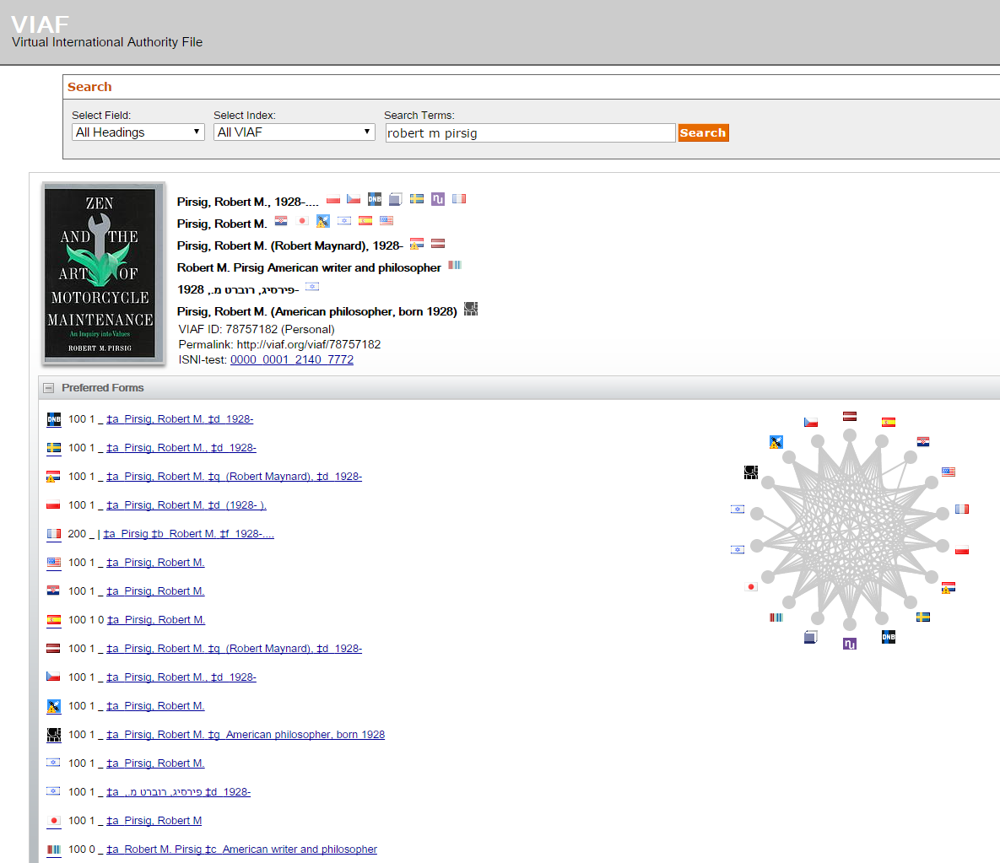 VIAF
Virtual International Authority File
Search
Select Field:
Select Index:
Search Terms:
All Headings
All VIAF
robert m pirsig
Search
ZEN
AND THE
ART OF
MOTORCYCLE
MAINTENANCE
An Inquiry into Values
ROBERT M. PIRSIG
Pirsig, Robert M., 1928-....
DNB
Pirsig, Robert M.
Pirsig, Robert M. (Robert Maynard), 1928-
Robert M. Pirsig American writer and philosopher
פירסיג, רוברט מ., 1928-
Pirsig, Robert M. (American philosopher, born 1928)
VIAF ID: 78757182 (Personal)
Permalink: http://viaf.org/viaf/78757182
ISNI-test: 0000 0001 2140 7772
Preferred Forms
DNB 100 1 _ ‡a Pirsig, Robert M. ‡d 1928-
100 1 _ ‡a Pirsig, Robert M., ‡d 1928-
100 1 _ ‡a Pirsig, Robert M. ‡q (Robert Maynard), ‡d 1928-
100 1 _ ‡a Pirsig, Robert M. ‡d (1928- ).
200 _ | ‡a Pirsig ‡b Robert M. ‡f 1928-....
100 1 _ ‡a Pirsig, Robert M.
100 1 _ ‡a Pirsig, Robert M.
100 1 0 ‡a Pirsig, Robert M.
100 1 _ ‡a Pirsig, Robert M. ‡q (Robert Maynard), ‡d 1928-
100 1 _ ‡a Pirsig, Robert M., ‡d 1928-
100 1 _ ‡a Pirsig, Robert M.
100 1 _ ‡a Pirsig, Robert M. ‡g American philosopher, born 1928
100 1 _ ‡a Pirsig, Robert M.
100 1 _ ‡a פירסיג, רוברט מ., ‡d 1928-
100 1 _ ‡a Pirsig, Robert M
100 0 _ ‡a Robert M. Pirsig ‡c American writer and philosopher
DNB